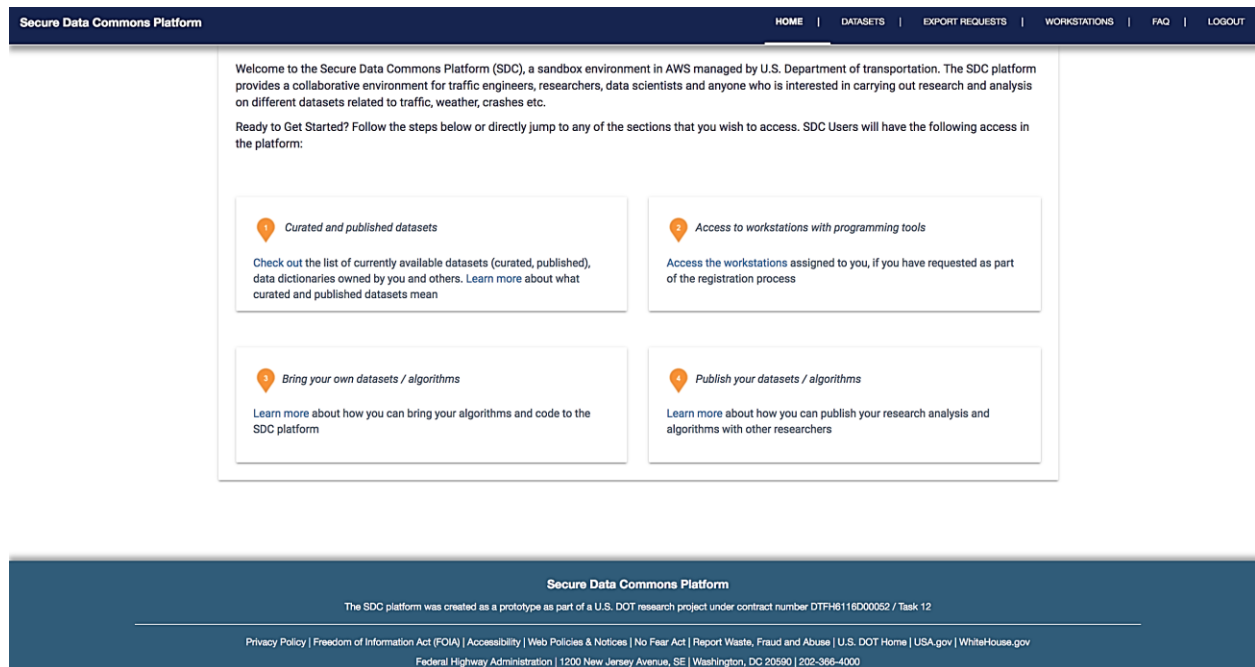 Secure Data Commons Platform
HOME | DATASETS | EXPORT REQUESTS | WORKSTATIONS | FAQ | LOGOUT
Welcome to the Secure Data Commons Platform (SDC), a sandbox environment in AWS managed by U.S. Department of transportation. The SDC platform
provides a collaborative environment for traffic engineers, researchers, data scientists and anyone who is interested in carrying out research and analysis
on different datasets related to traffic, weather, crashes etc.
Ready to Get Started? Follow the steps below or directly jump to any of the sections that you wish to access. SDC Users will have the following access in
the platform:
1 Curated and published datasets
Check out the list of currently available datasets (curated, published),
data dictionaries owned by you and others. Learn more about what
curated and published datasets mean
2 Access to workstations with programming tools
Access the workstations assigned to you, if you have requested as part
of the registration process
3 Bring your own datasets / algorithms
Learn more about how you can bring your algorithms and code to the
SDC platform
4 Publish your datasets / algorithms
Learn more about how you can publish your research analysis and
algorithms with other researchers
Secure Data Commons Platform
The SDC platform was created as a prototype as part of a U.S. DOT research project under contract number DTFH6116D00052 / Task 12
Privacy Policy | Freedom of Information Act (FOIA) | Accessibility | Web Policies & Notices | No Fear Act | Report Waste, Fraud and Abuse | U.S. DOT Home | USA.gov | WhiteHouse.gov
Federal Highway Administration | 1200 New Jersey Avenue, SE | Washington, DC 20590 | 202-366-4000